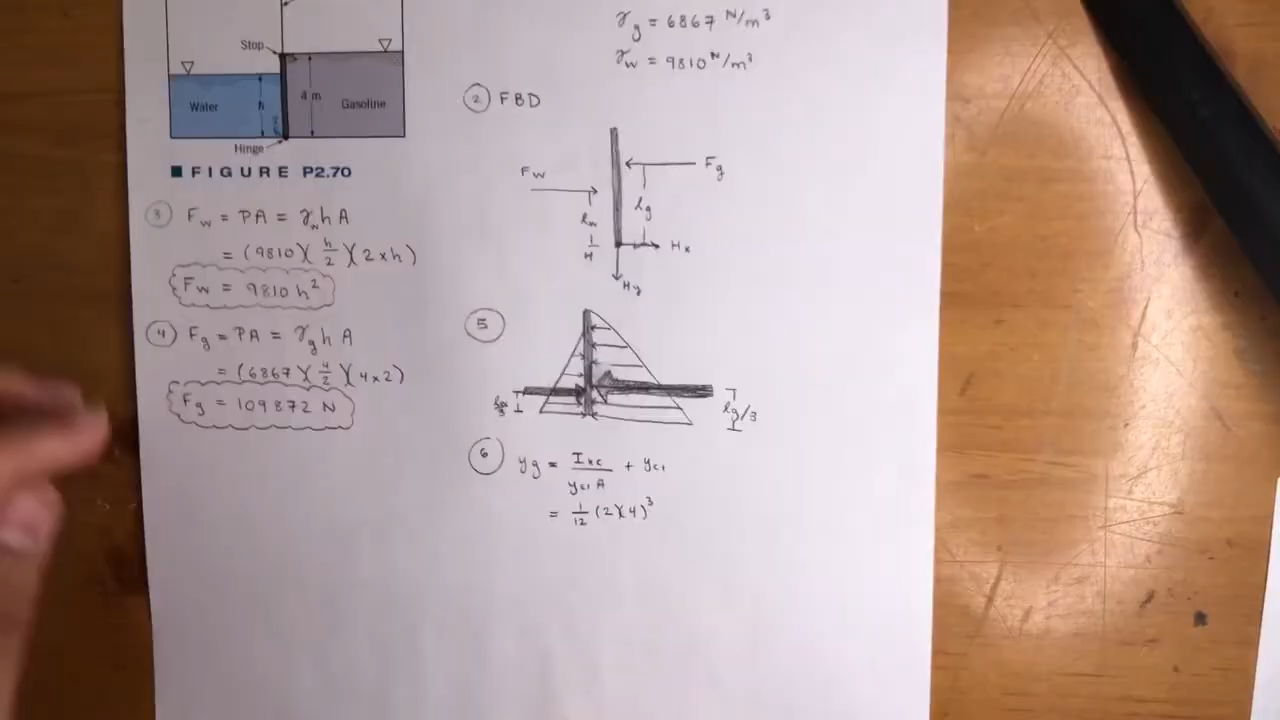 Stop
Water
h
4 m
Gasoline
Hinge
■ FIGURE P2.70
γg = 6867 N/m³
γw = 9810 N/m³
② FBD
Fw
Fg
lw
lg
Hx
H
Hy
③ Fw = PA = γw h A
= (9810)(h/2)(2×h)
Fw = 9810 h²
④ Fg = PA = γg h A
= (6867)(4/2)(4×2)
Fg = 109872 N
⑤
lg/3
⑥ yg = Ixc/(yc1 A) + yc1
= 1/12 (2)(4)³